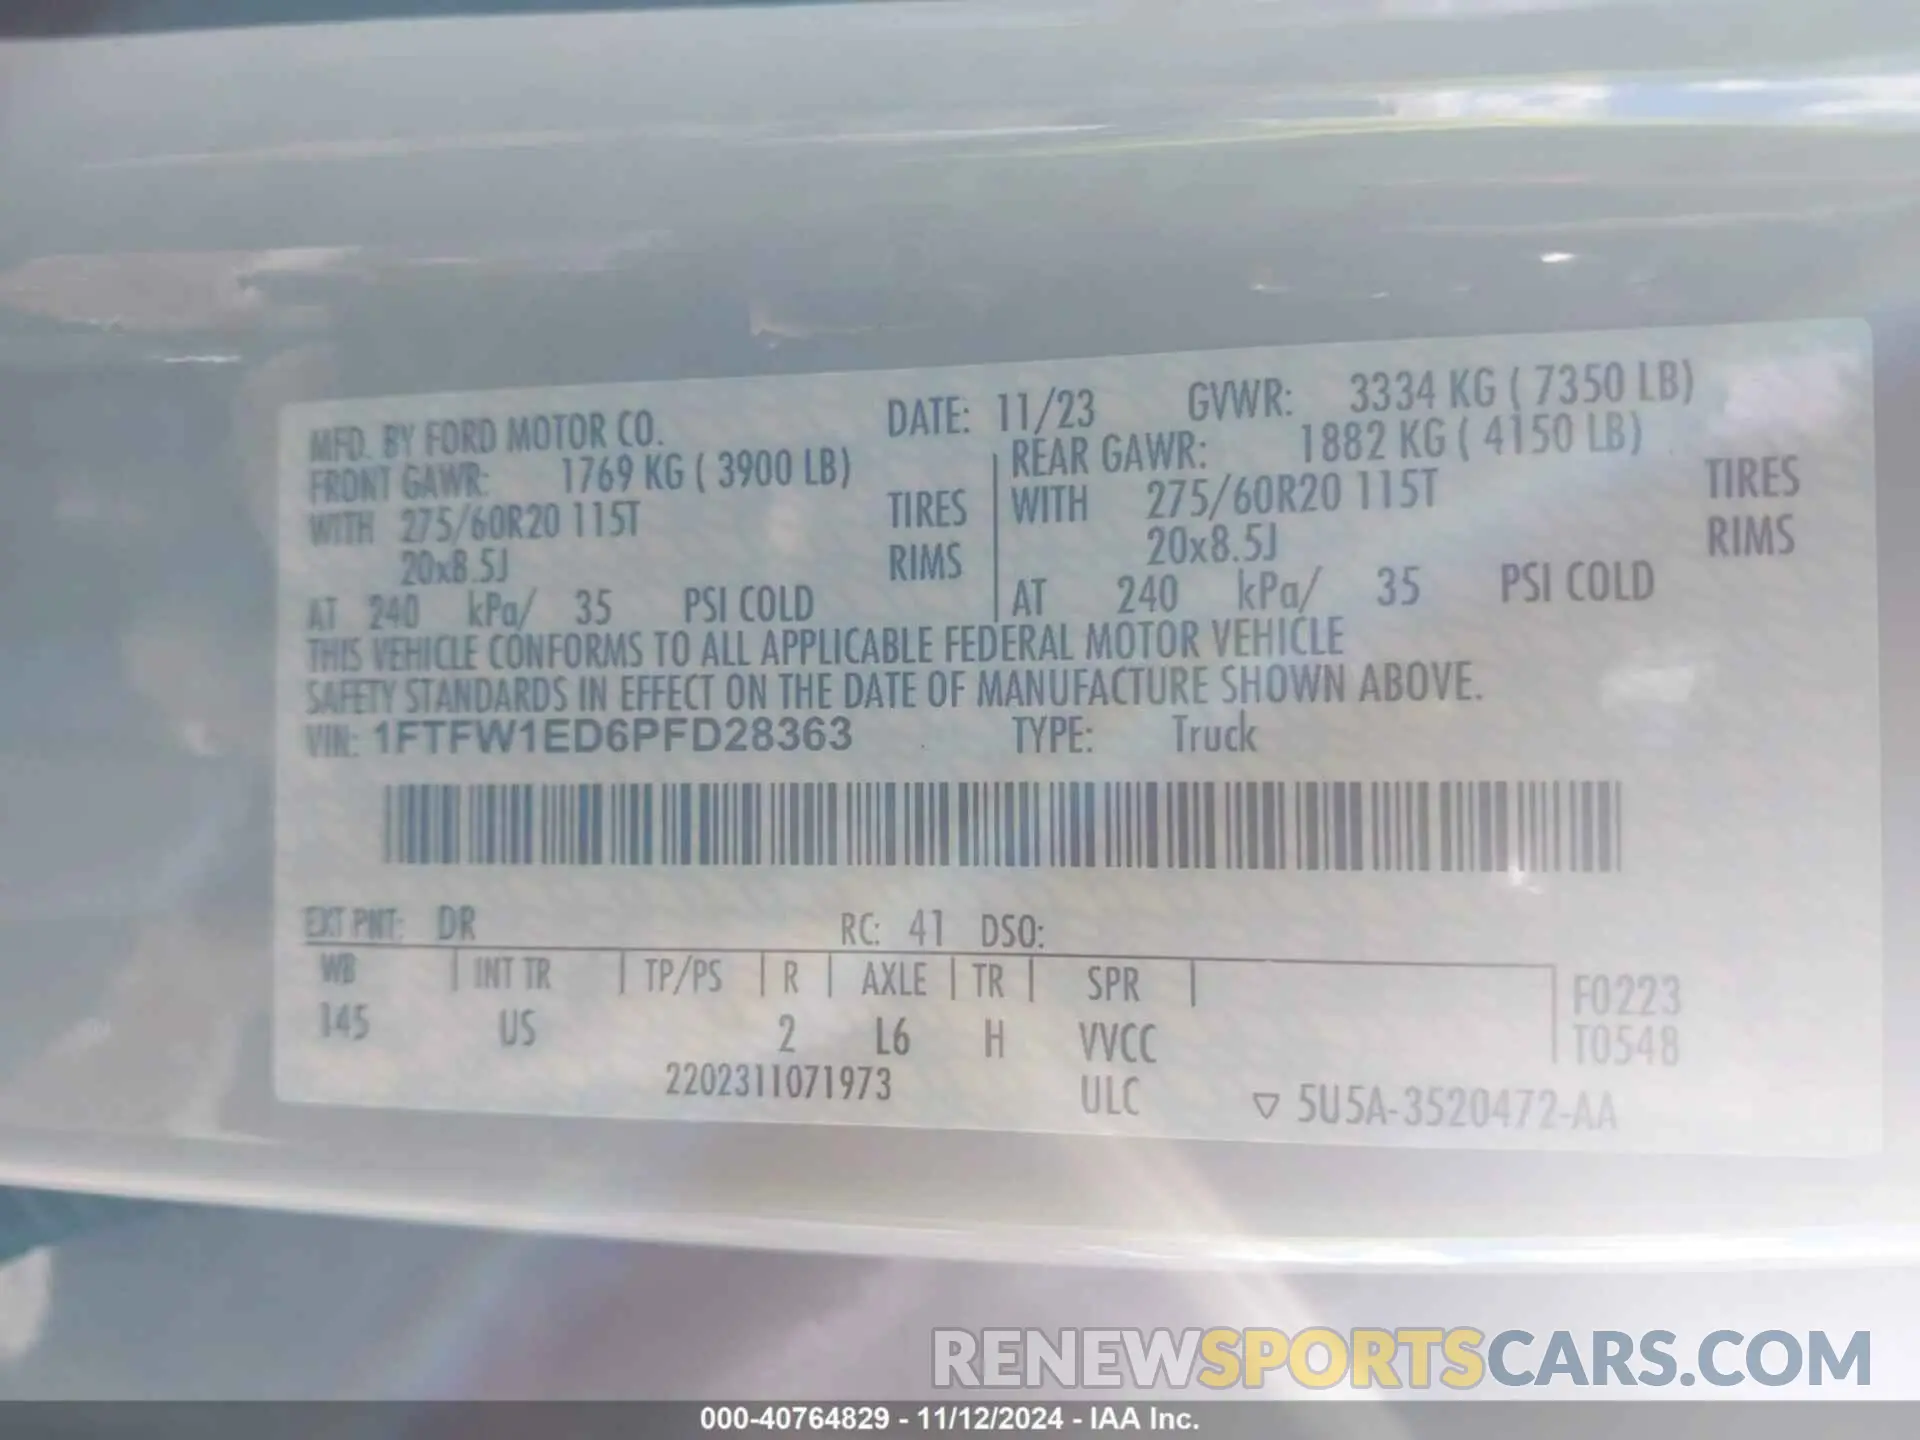 MFD. BY FORD MOTOR CO. DATE: 11/23 GVWR: 3334 KG ( 7350 LB)
FRONT GAWR: 1769 KG ( 3900 LB) REAR GAWR: 1882 KG ( 4150 LB)
WITH 275/60R20 115T TIRES WITH 275/60R20 115T TIRES
20x8.5J RIMS 20x8.5J RIMS
AT 240 kPa/ 35 PSI COLD AT 240 kPa/ 35 PSI COLD
THIS VEHICLE CONFORMS TO ALL APPLICABLE FEDERAL MOTOR VEHICLE
SAFETY STANDARDS IN EFFECT ON THE DATE OF MANUFACTURE SHOWN ABOVE.
VIN: 1FTFW1ED6PFD28363 TYPE: Truck
EXT PNT: DR RC: 41 DSO:
WB INT TR TP/PS R AXLE TR SPR F0223
145 US 2 L6 H VVCC T0548
2202311071973 ULC ▽ 5U5A-3520472-AA
RENEWSPORTSCARS.COM
000-40764829 - 11/12/2024 - IAA Inc.